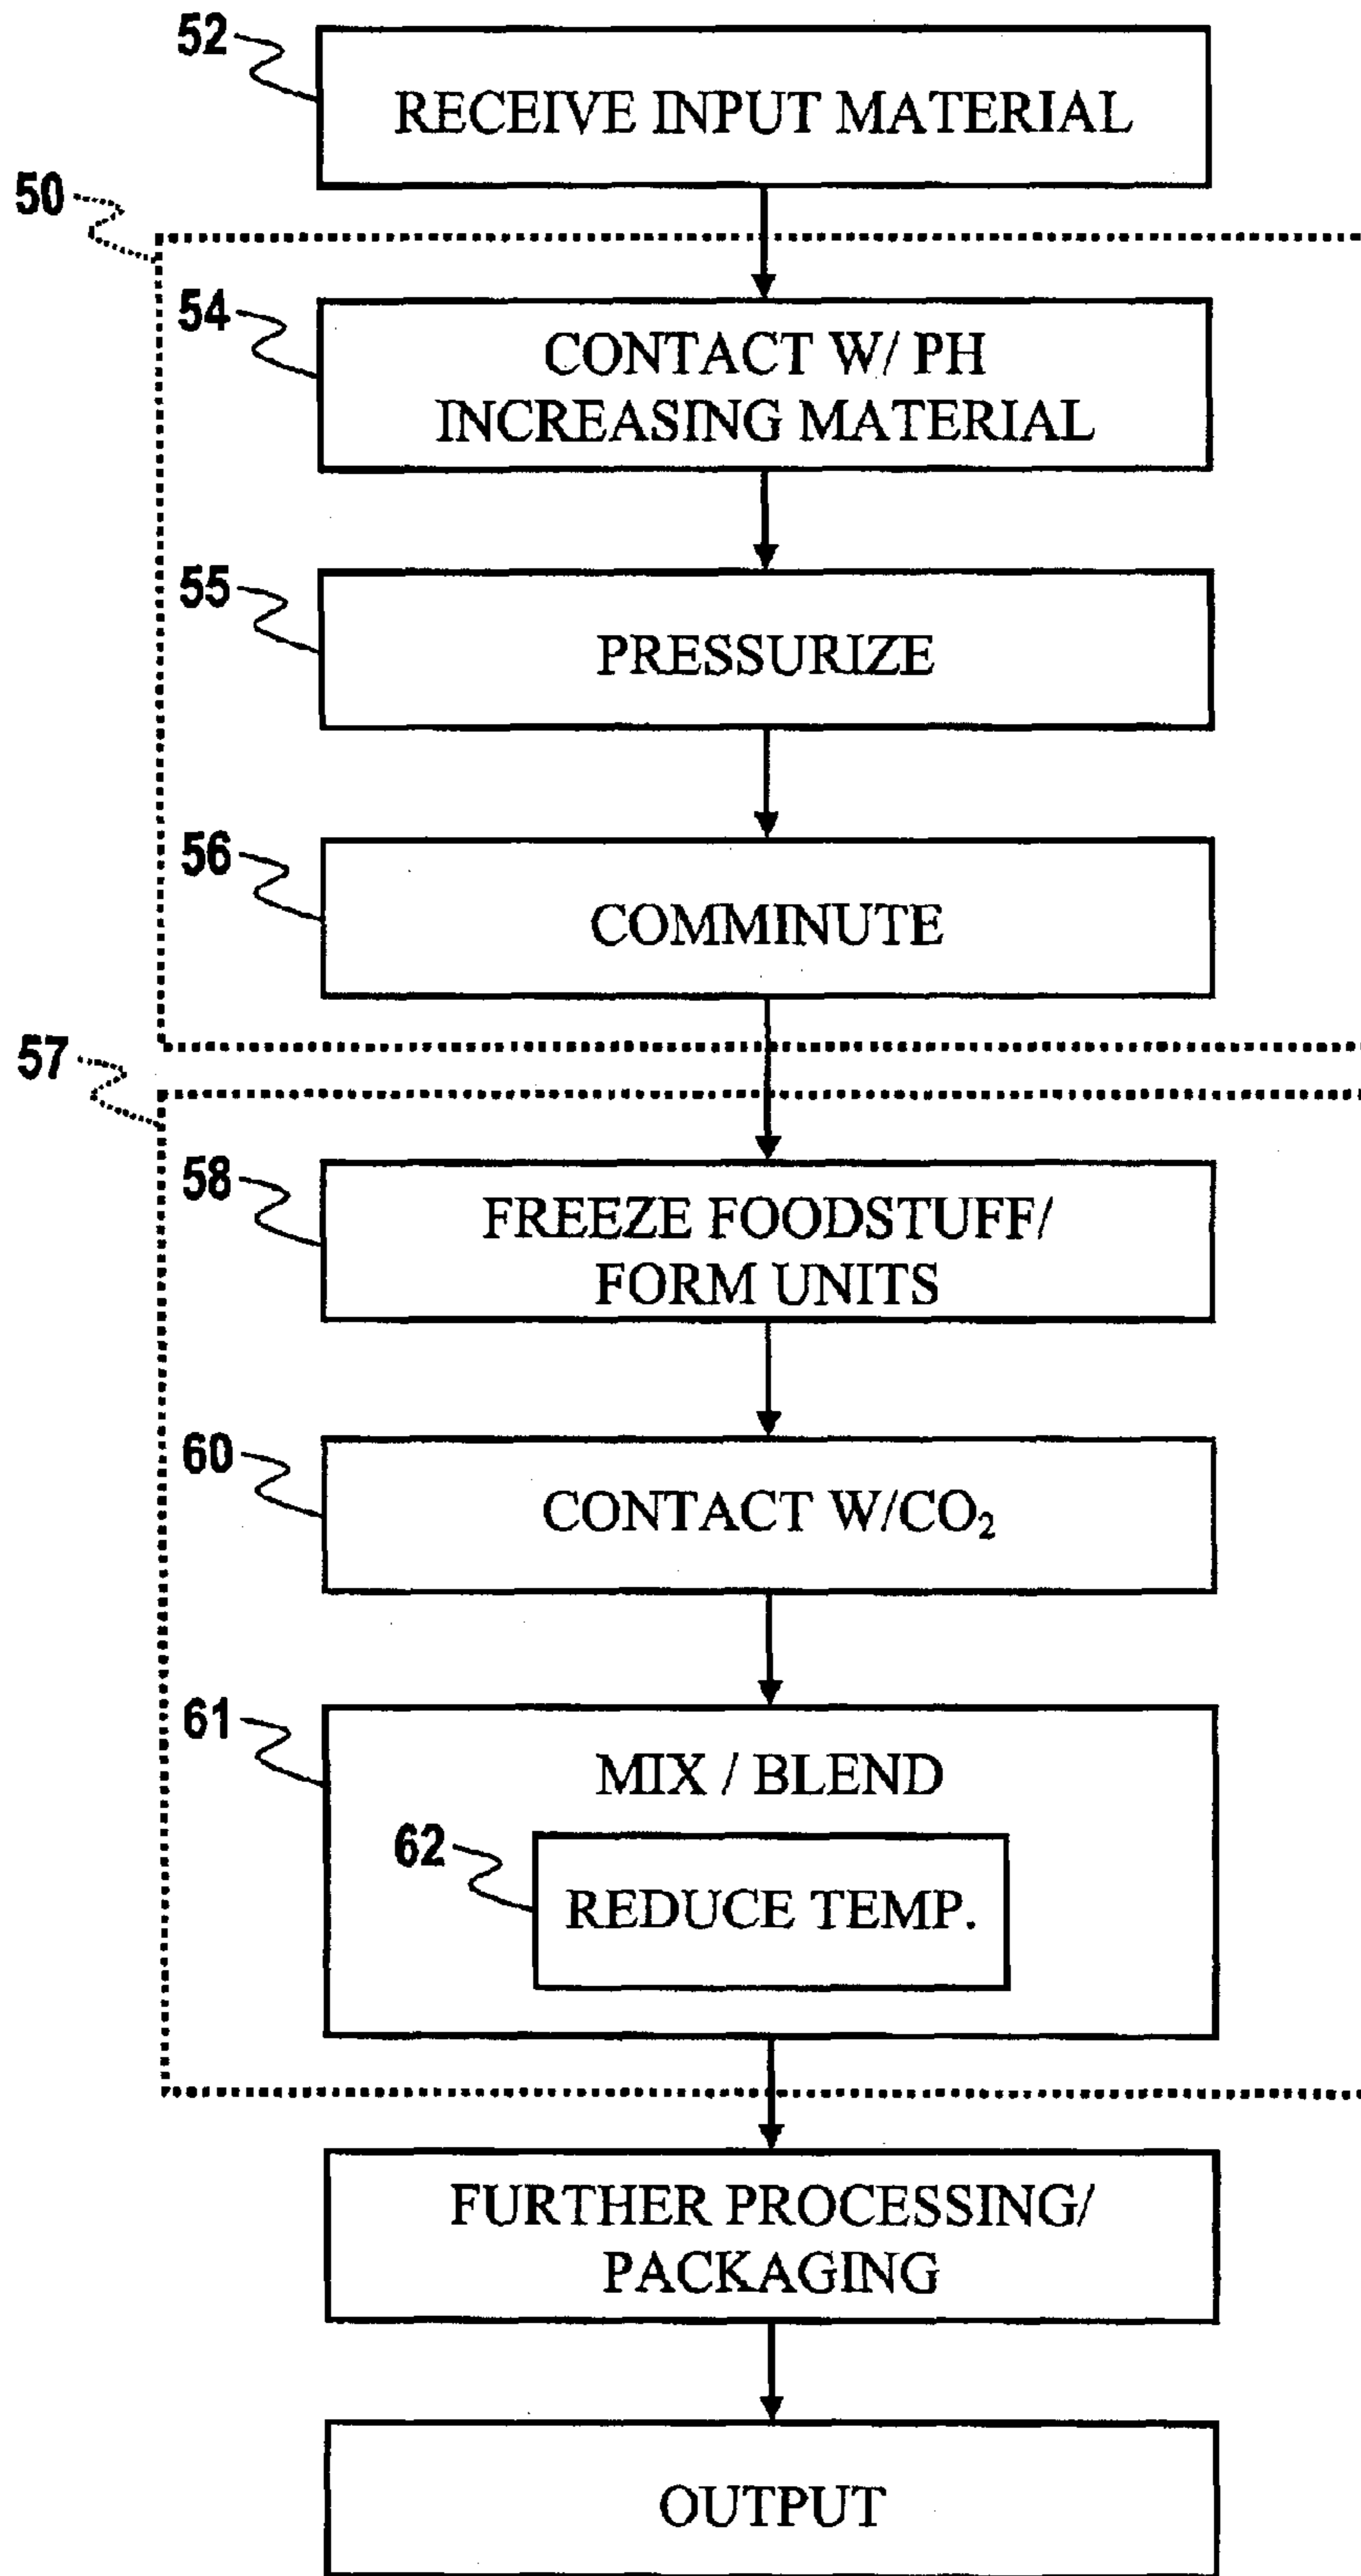 52
RECEIVE INPUT MATERIAL
50
54
CONTACT W/ PH
INCREASING MATERIAL
55
PRESSURIZE
56
COMMINUTE
57
58
FREEZE FOODSTUFF/
FORM UNITS
60
CONTACT W/CO₂
61
MIX / BLEND
62
REDUCE TEMP.
FURTHER PROCESSING/
PACKAGING
OUTPUT